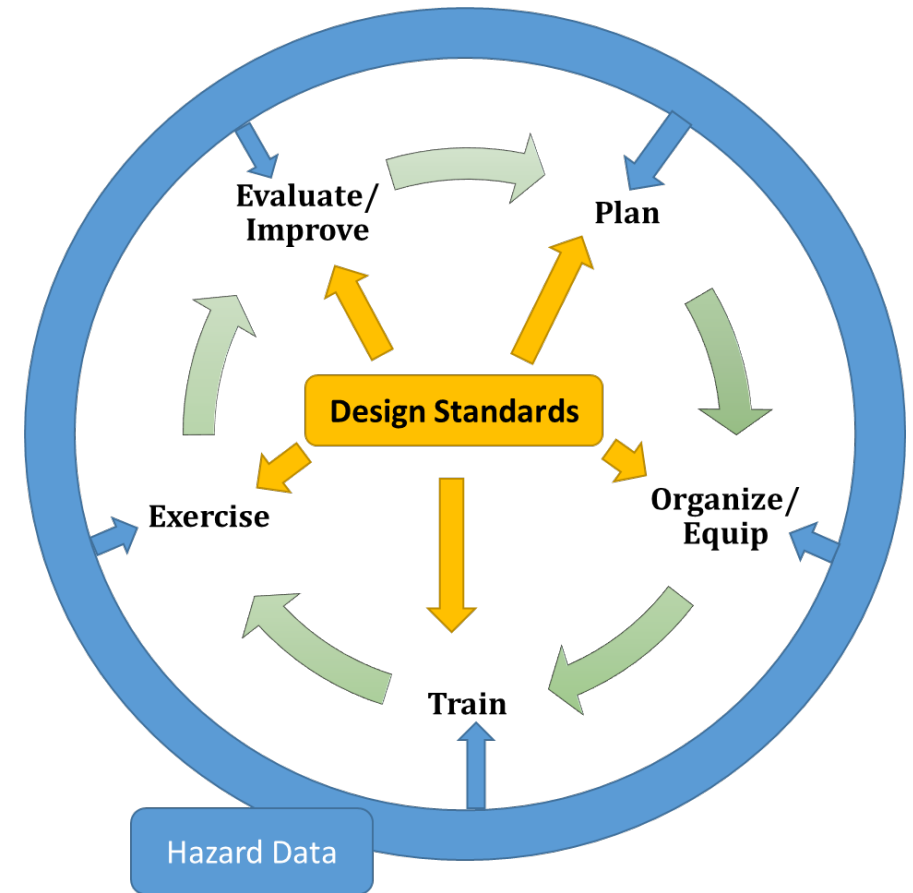 Evaluate/
Improve
Plan
Design Standards
Organize/
Equip
Exercise
Train
Hazard Data